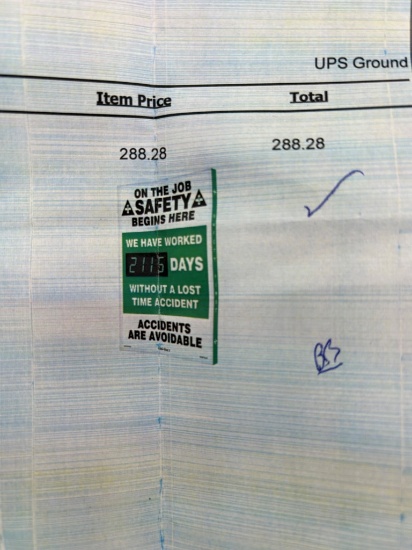 UPS Ground
Item Price Total
288.28 288.28
ON THE JOB
SAFETY
BEGINS HERE
WE HAVE WORKED
2115 DAYS
WITHOUT A LOST
TIME ACCIDENT
ACCIDENTS
ARE AVOIDABLE